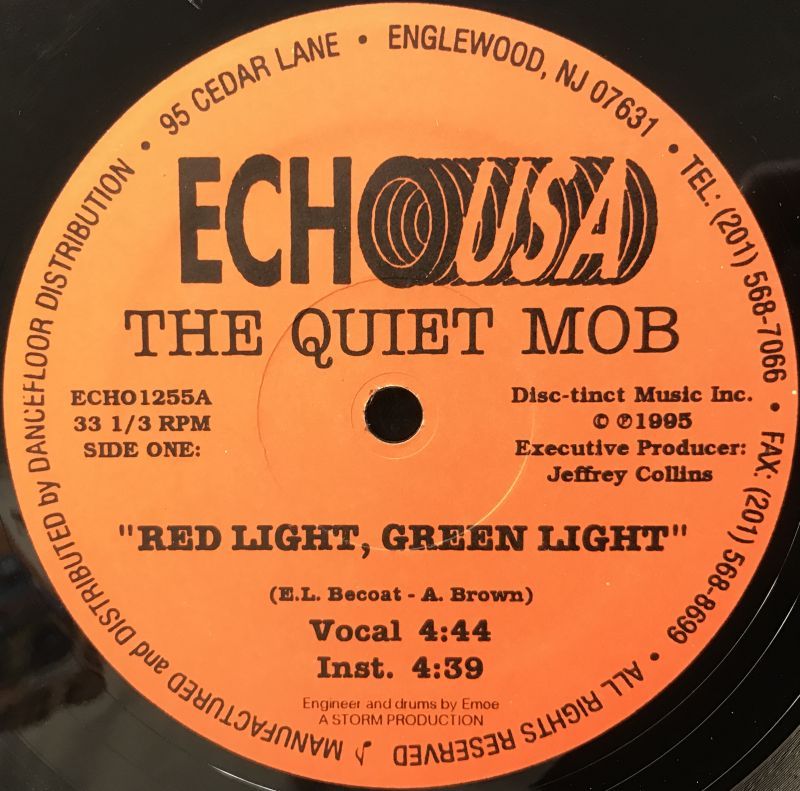 MANUFACTURED and DISTRIBUTED by DANCEFLOOR DISTRIBUTION • 95 CEDAR LANE • ENGLEWOOD, NJ 07631 • TEL: (201) 568-7066 • FAX: (201) 568-8699 • ALL RIGHTS RESERVED ♪
ECHO USA
THE QUIET MOB
ECHO1255A
33 1/3 RPM
SIDE ONE:
Disc-tinct Music Inc.
© ℗1995
Executive Producer:
Jeffrey Collins
"RED LIGHT, GREEN LIGHT"
(E.L. Becoat - A. Brown)
Vocal 4:44
Inst. 4:39
Engineer and drums by Emoe
A STORM PRODUCTION